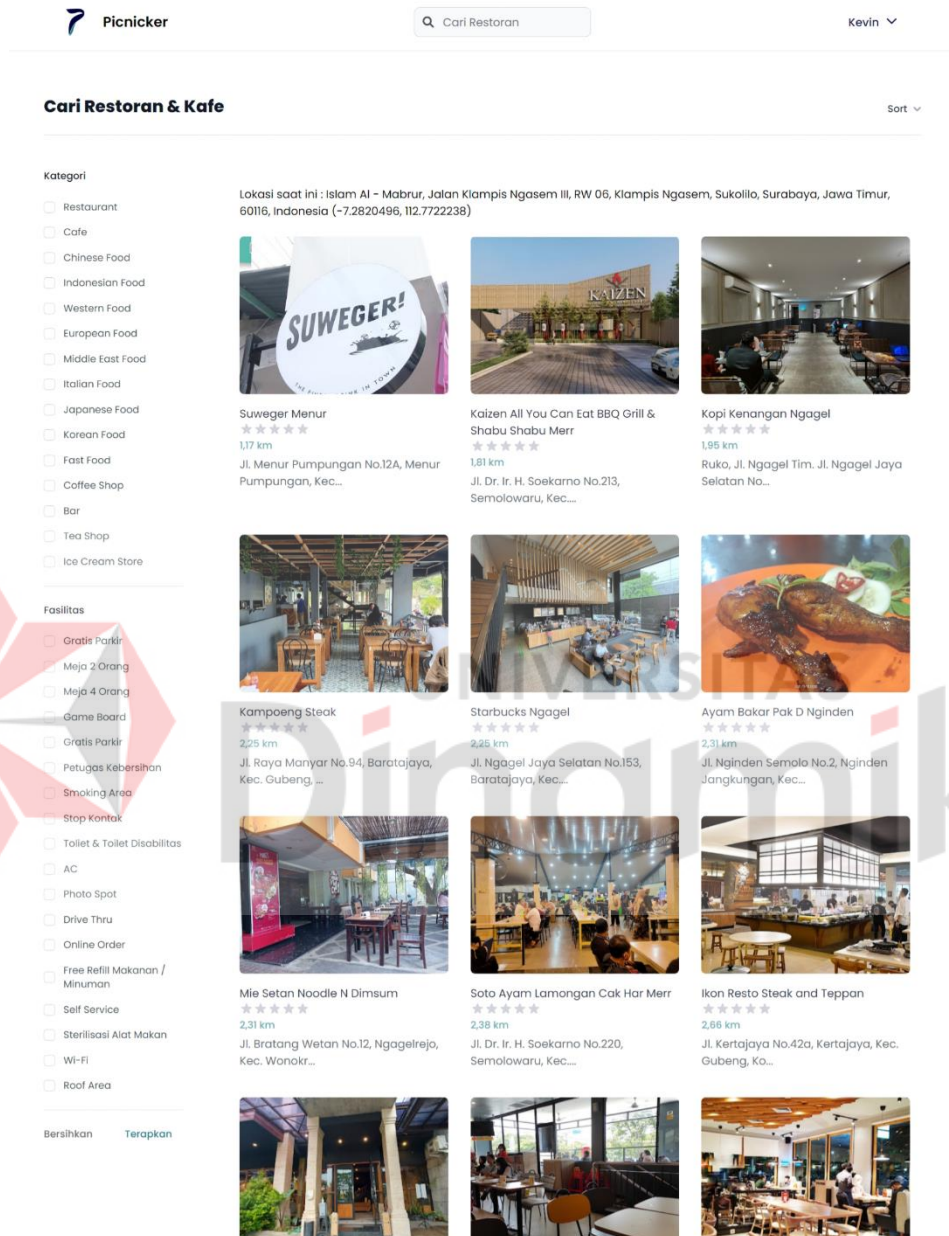 Picnicker
Cari Restoran
Kevin
Cari Restoran & Kafe
Sort
Kategori
Restaurant
Cafe
Chinese Food
Indonesian Food
Western Food
European Food
Middle East Food
Italian Food
Japanese Food
Korean Food
Fast Food
Coffee Shop
Bar
Tea Shop
Ice Cream Store
Fasilitas
Gratis Parkir
Meja 2 Orang
Meja 4 Orang
Game Board
Gratis Parkir
Petugas Kebersihan
Smoking Area
Stop Kontak
Toliet & Toilet Disabilitas
AC
Photo Spot
Drive Thru
Online Order
Free Refill Makanan /
Minuman
Self Service
Sterilisasi Alat Makan
Wi-Fi
Roof Area
Bersihkan
Terapkan
Lokasi saat ini : Islam Al - Mabrur, Jalan Klampis Ngasem III, RW 06, Klampis Ngasem, Sukolilo, Surabaya, Jawa Timur,
60116, Indonesia (-7.2820496, 112.7722238)
SUWEGER!
Suweger Menur
1,17 km
Jl. Menur Pumpungan No.12A, Menur
Pumpungan, Kec...
KAIZEN
Kaizen All You Can Eat BBQ Grill &
Shabu Shabu Merr
1,81 km
Jl. Dr. Ir. H. Soekarno No.213,
Semolowaru, Kec....
Kopi Kenangan Ngagel
1,95 km
Ruko, Jl. Ngagel Tim. Jl. Ngagel Jaya
Selatan No...
Kampoeng Steak
2,25 km
Jl. Raya Manyar No.94, Baratajaya,
Kec. Gubeng, ...
Starbucks Ngagel
2,25 km
Jl. Ngagel Jaya Selatan No.153,
Baratajaya, Kec....
Ayam Bakar Pak D Nginden
2,31 km
Jl. Nginden Semolo No.2, Nginden
Jangkungan, Kec...
Mie Setan Noodle N Dimsum
2,31 km
Jl. Bratang Wetan No.12, Ngagelrejo,
Kec. Wonokr...
Soto Ayam Lamongan Cak Har Merr
2,38 km
Jl. Dr. Ir. H. Soekarno No.220,
Semolowaru, Kec....
Ikon Resto Steak and Teppan
2,66 km
Jl. Kertajaya No.42a, Kertajaya, Kec.
Gubeng, Ko...
UNIVERSITAS
Dinamik